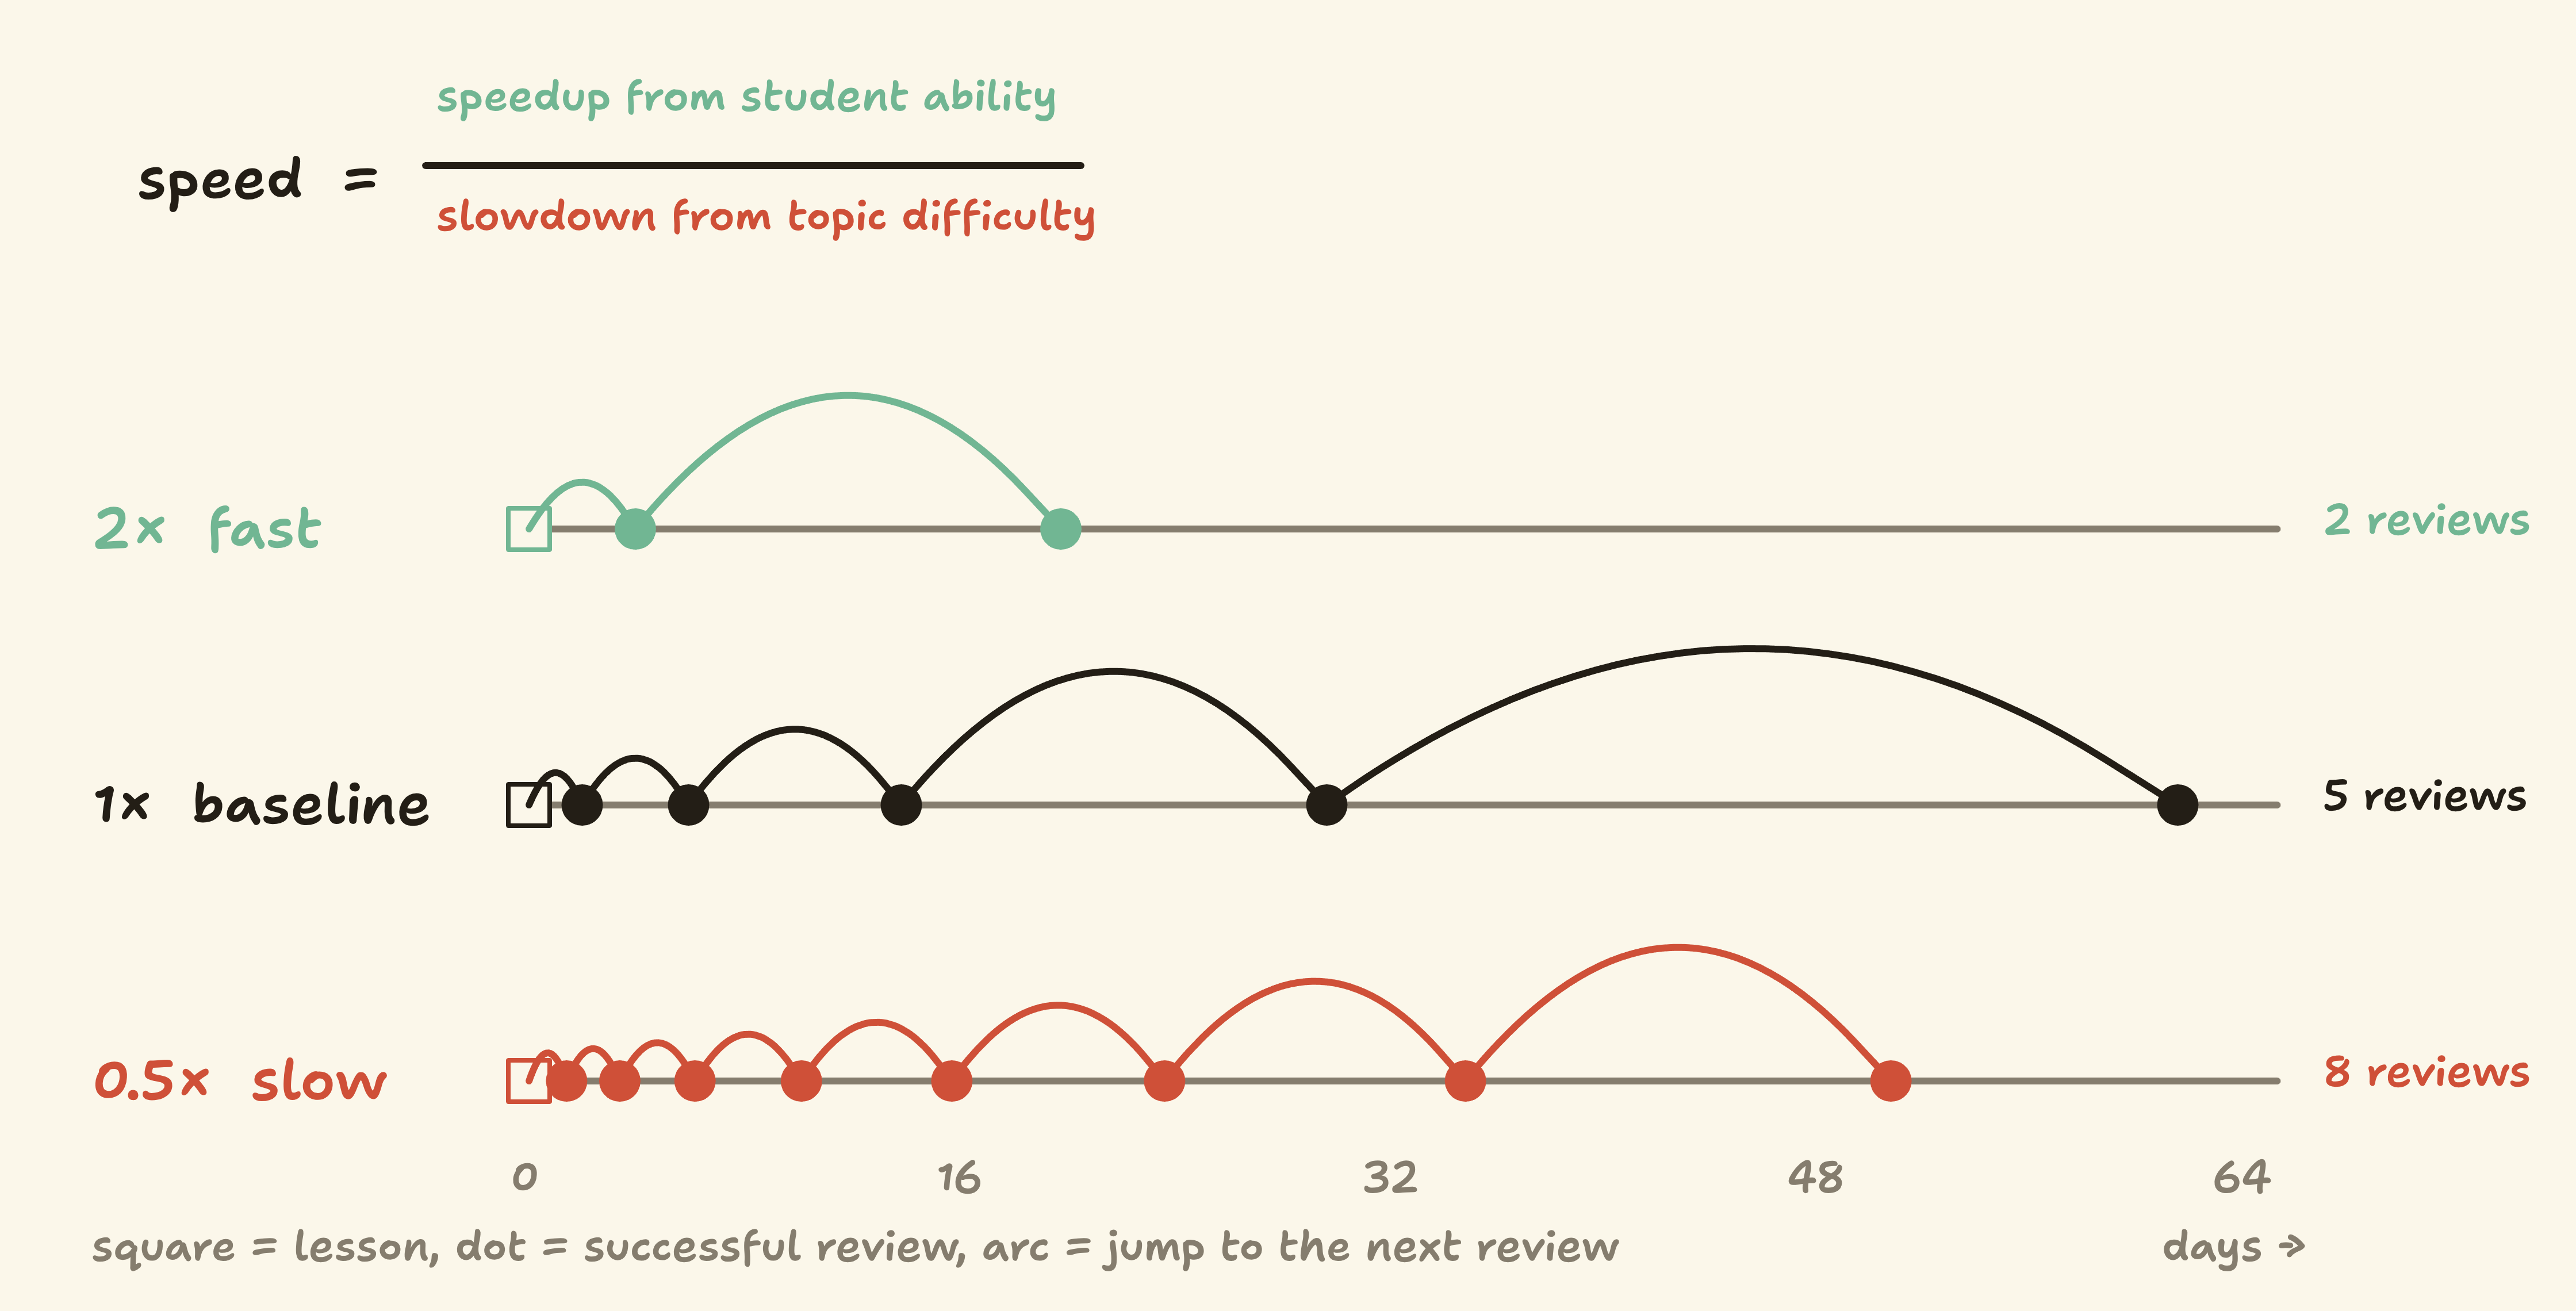 speedup from student ability
speed =
slowdown from topic difficulty
2x fast
2 reviews
1x baseline
5 reviews
0.5x slow
8 reviews
0 16 32 48 64
square = lesson, dot = successful review, arc = jump to the next review
days →